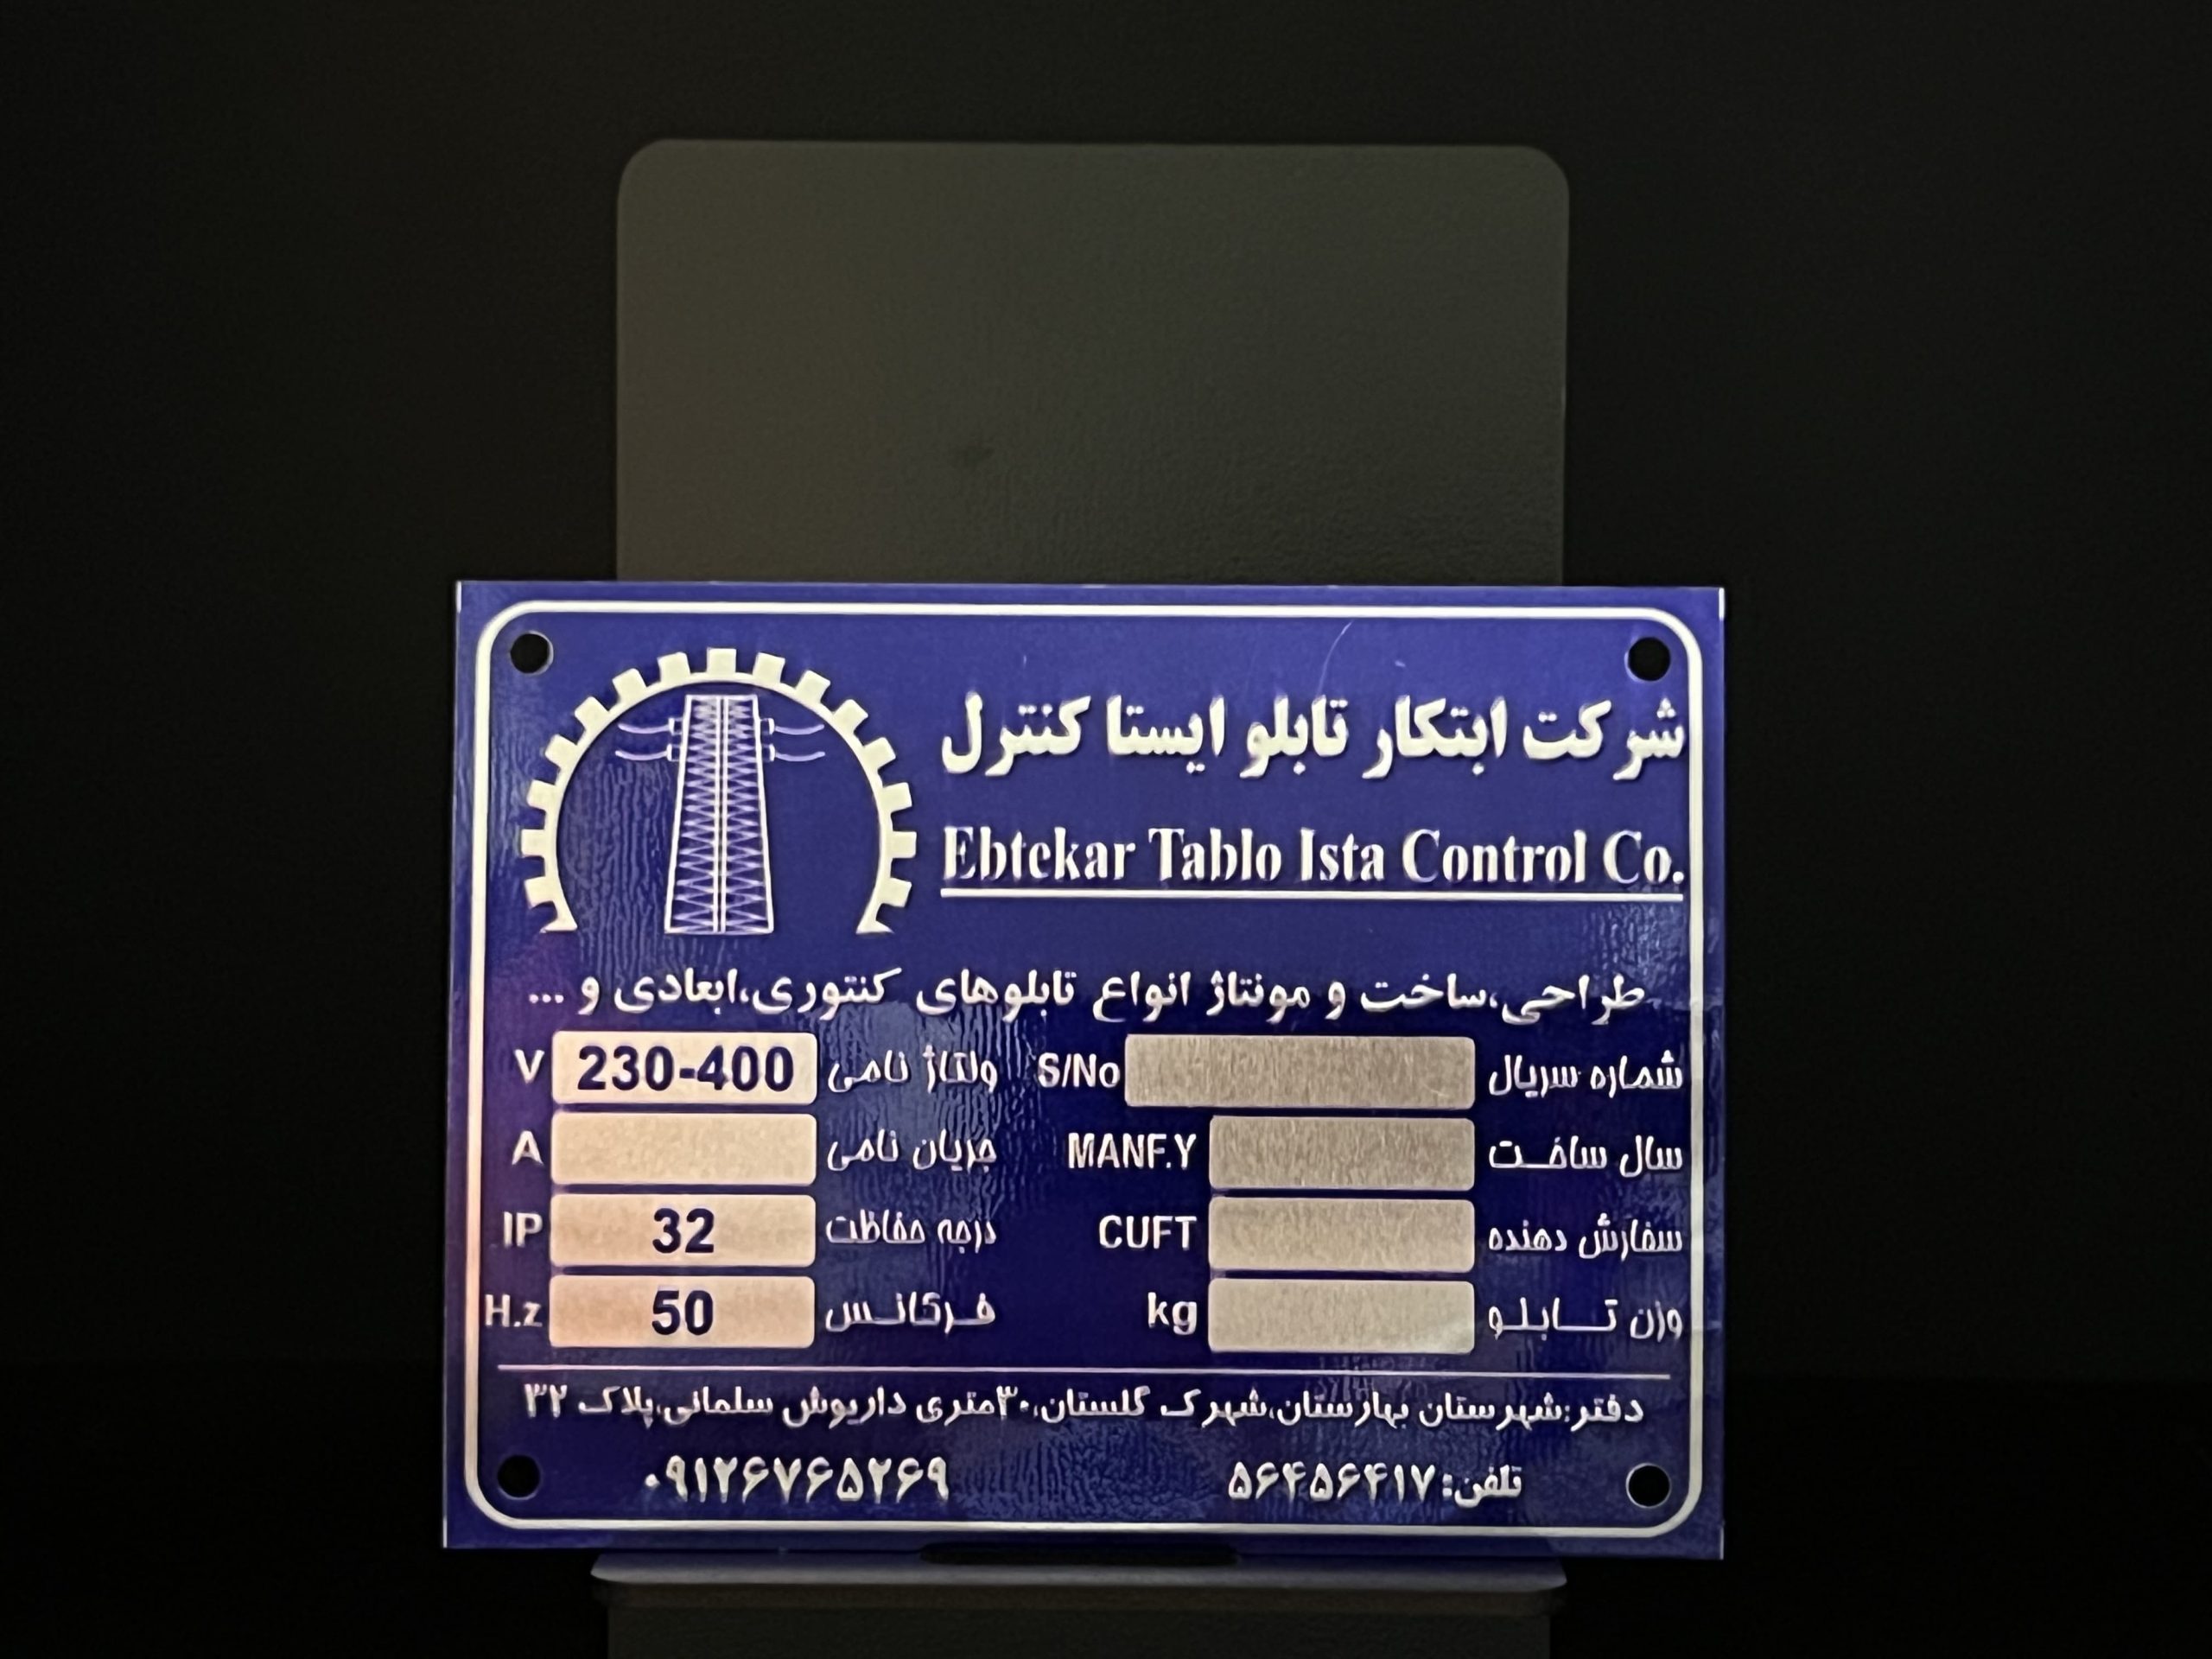 شرکت ابتکار تابلو ایستا کنترل
Ebtekar Tablo Ista Control Co.
طراحی،ساخت و مونتاژ انواع تابلوهای کنتوری،ابعادی و ...
شماره سریال S/No ولتاژ نامی 230-400 V
سال ساخت MANF.Y جریان نامی A
سفارش دهنده CUFT درجه حفاظت 32 IP
وزن تابلو kg فرکانس 50 H.z
دفتر:شهرستان بهارستان،شهرک گلستان،۳۰متری داریوش سلمانی،پلاک ۳۲
تلفن: ۵۶۴۵۶۴۱۷ ۰۹۱۲۶۷۶۵۲۶۹